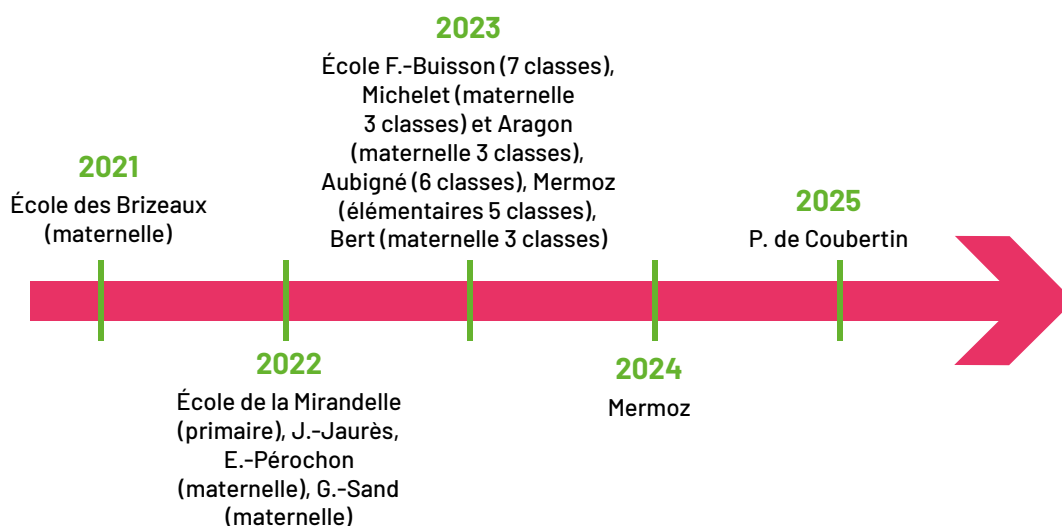 2021
École des Brizeaux
(maternelle)
2022
École de la Mirandelle
(primaire), J.-Jaurès,
E.-Pérochon
(maternelle), G.-Sand
(maternelle)
2023
École F.-Buisson (7 classes),
Michelet (maternelle
3 classes) et Aragon
(maternelle 3 classes),
Aubigné (6 classes), Mermoz
(élémentaires 5 classes),
Bert (maternelle 3 classes)
2024
Mermoz
2025
P. de Coubertin